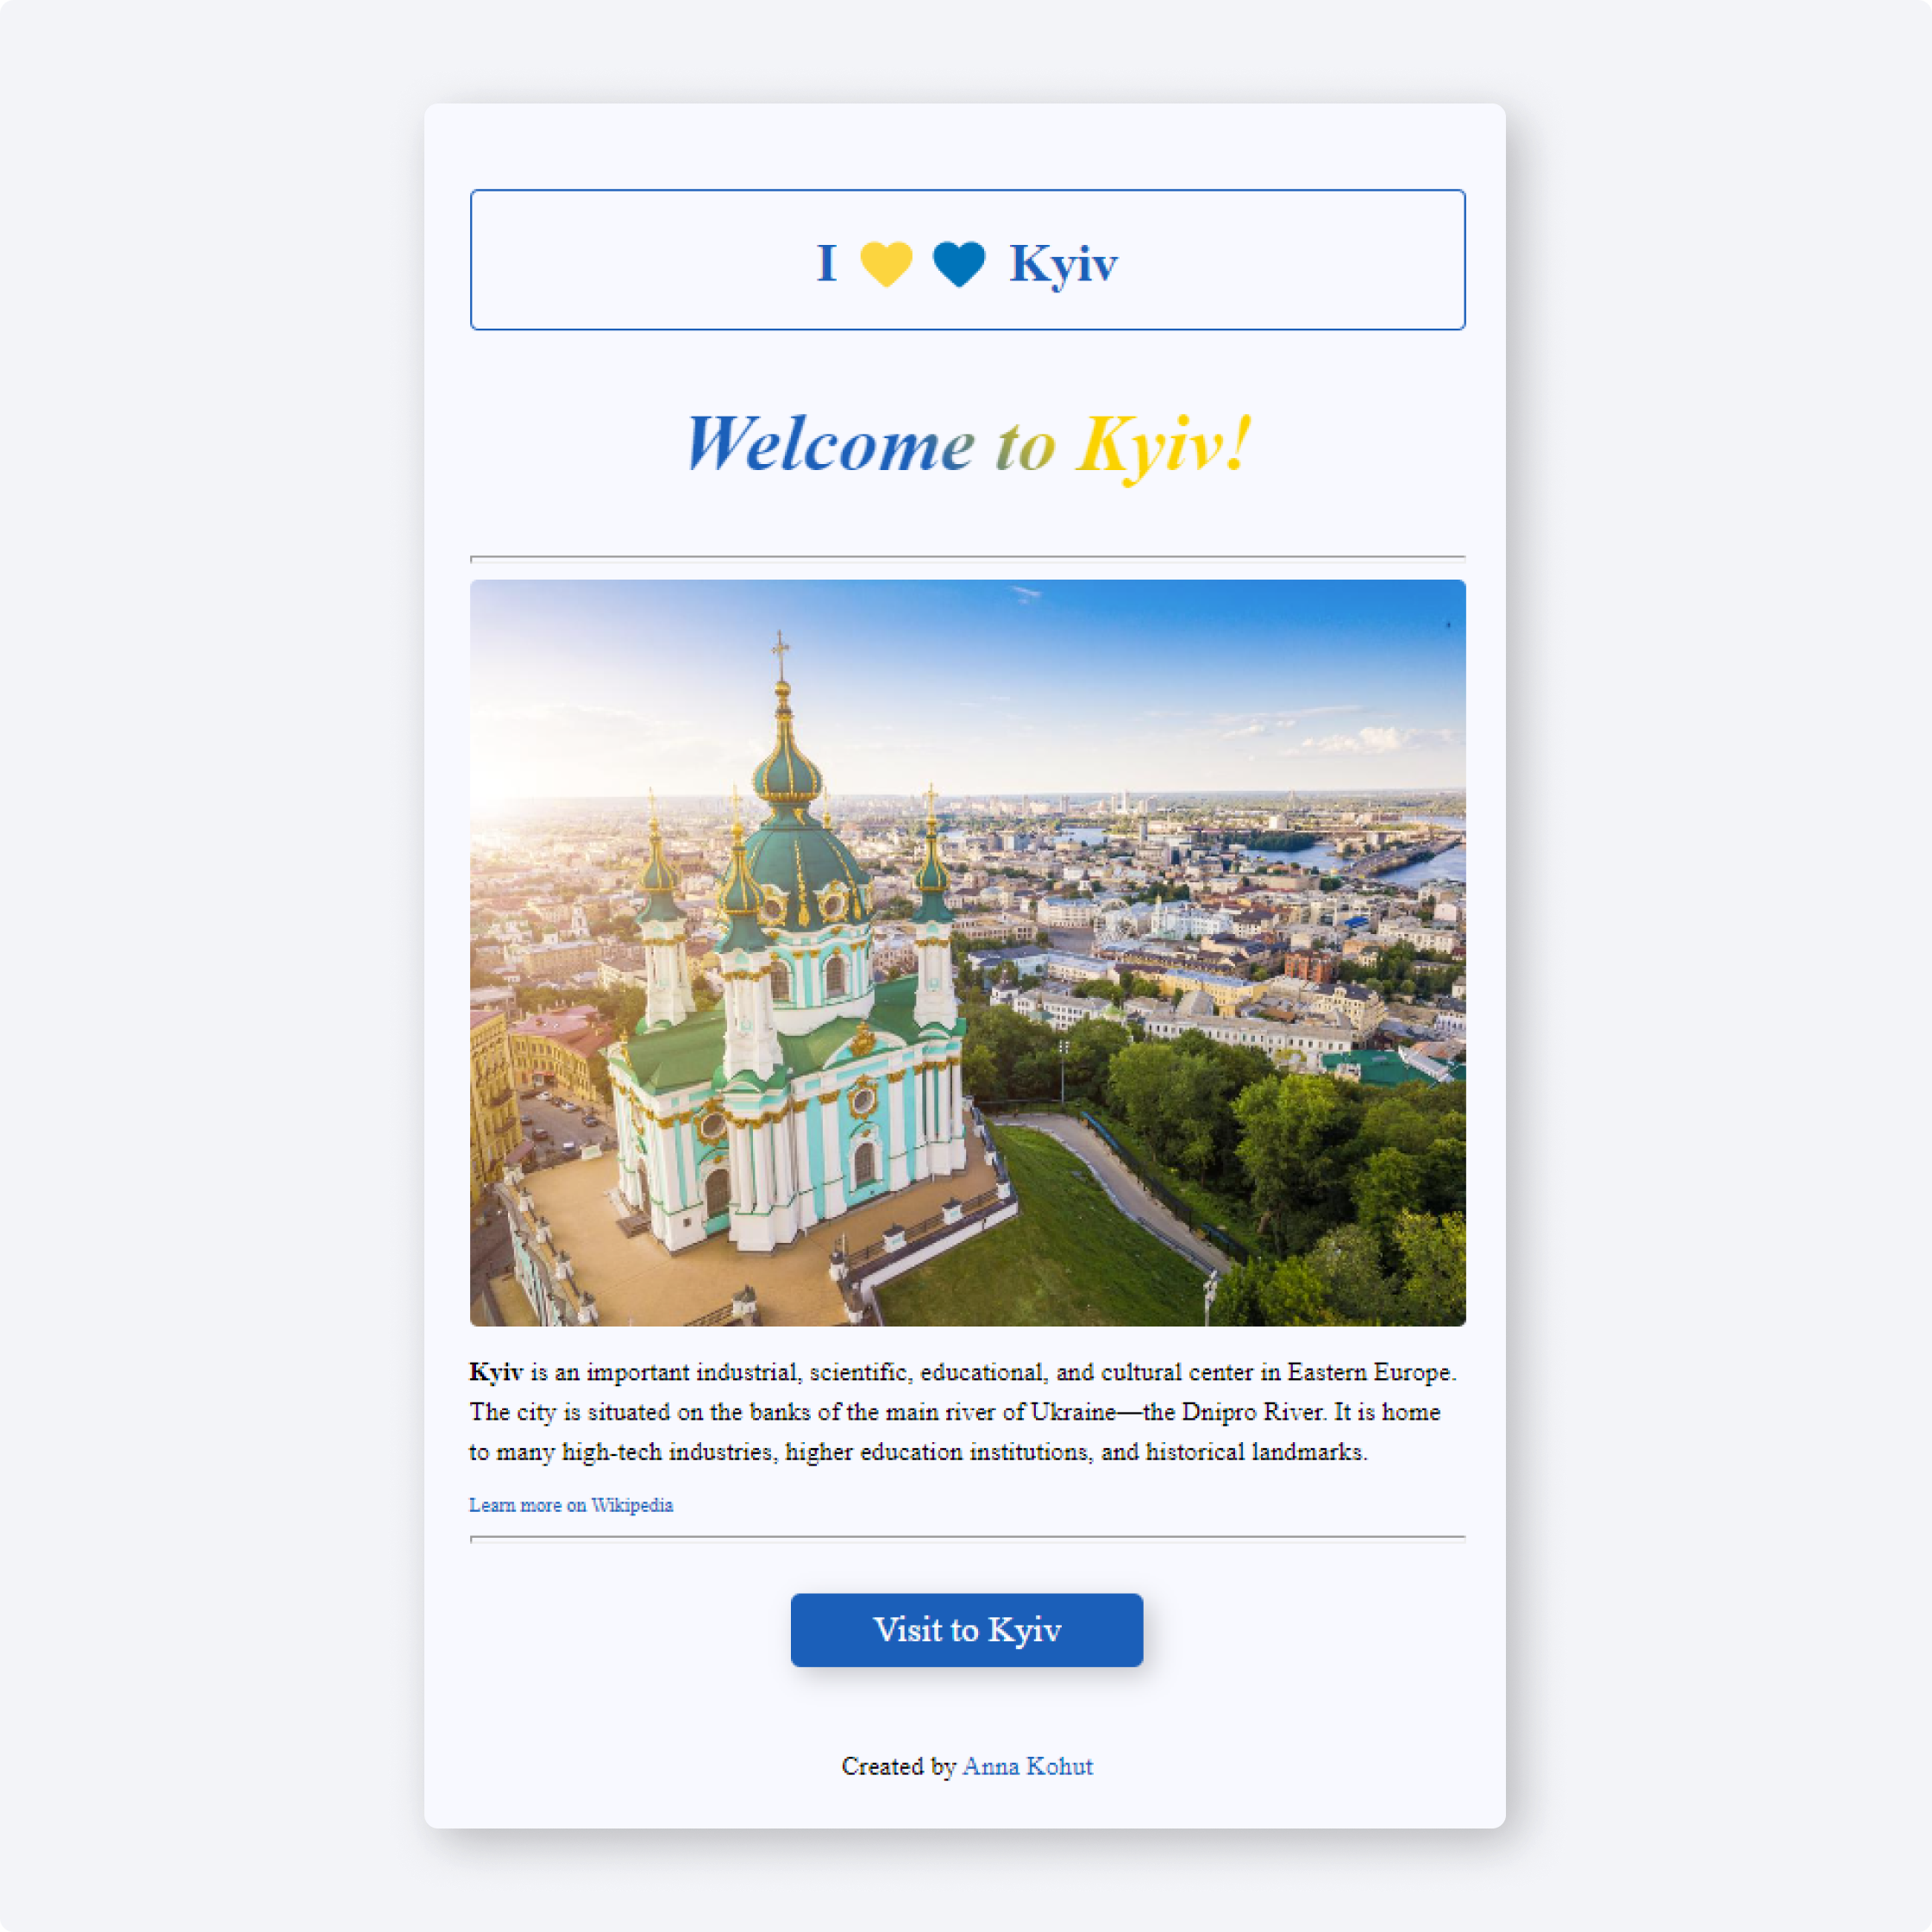 I 💛 💙 Kyiv
Welcome to Kyiv!
Kyiv is an important industrial, scientific, educational, and cultural center in Eastern Europe.
The city is situated on the banks of the main river of Ukraine—the Dnipro River. It is home
to many high-tech industries, higher education institutions, and historical landmarks.
Learn more on Wikipedia
Visit to Kyiv
Created by Anna Kohut